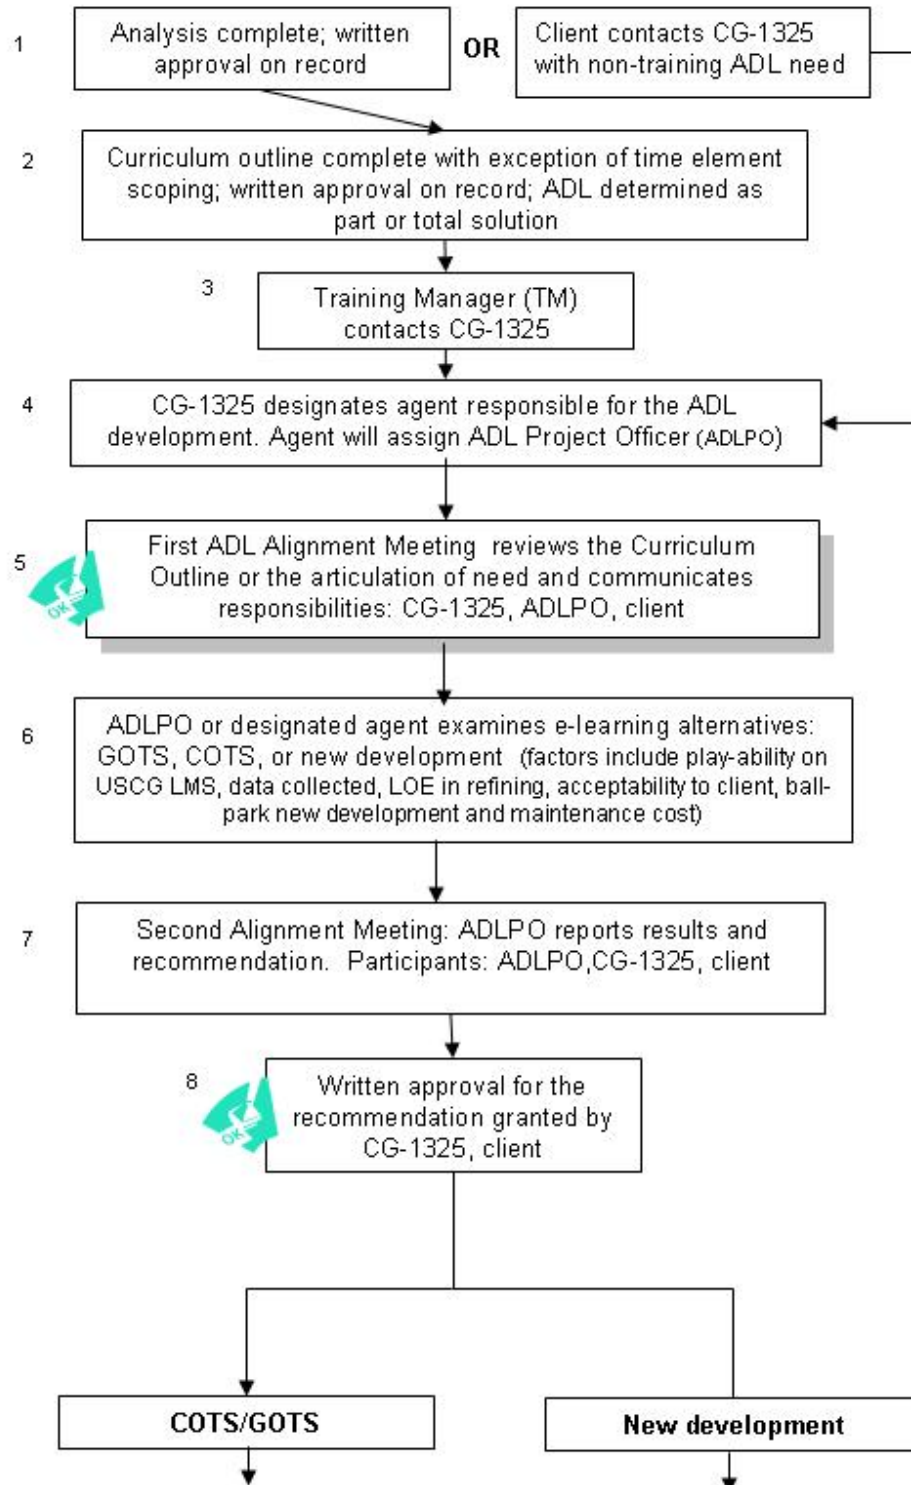 1
Analysis complete; written
approval on record
OR
Client contacts CG-1325
with non-training ADL need
2
Curriculum outline complete with exception of time element
scoping; written approval on record; ADL determined as
part or total solution
3
Training Manager (TM)
contacts CG-1325
4
CG-1325 designates agent responsible for the ADL
development. Agent will assign ADL Project Officer (ADLPO)
5
OK
First ADL Alignment Meeting reviews the Curriculum
Outline or the articulation of need and communicates
responsibilities: CG-1325, ADLPO, client
6
ADLPO or designated agent examines e-learning alternatives:
GOTS, COTS, or new development (factors include play-ability on
USCG LMS, data collected, LOE in refining, acceptability to client, ball-
park new development and maintenance cost)
7
Second Alignment Meeting: ADLPO reports results and
recommendation. Participants: ADLPO,CG-1325, client
8
OK
Written approval for the
recommendation granted by
CG-1325, client
COTS/GOTS
New development